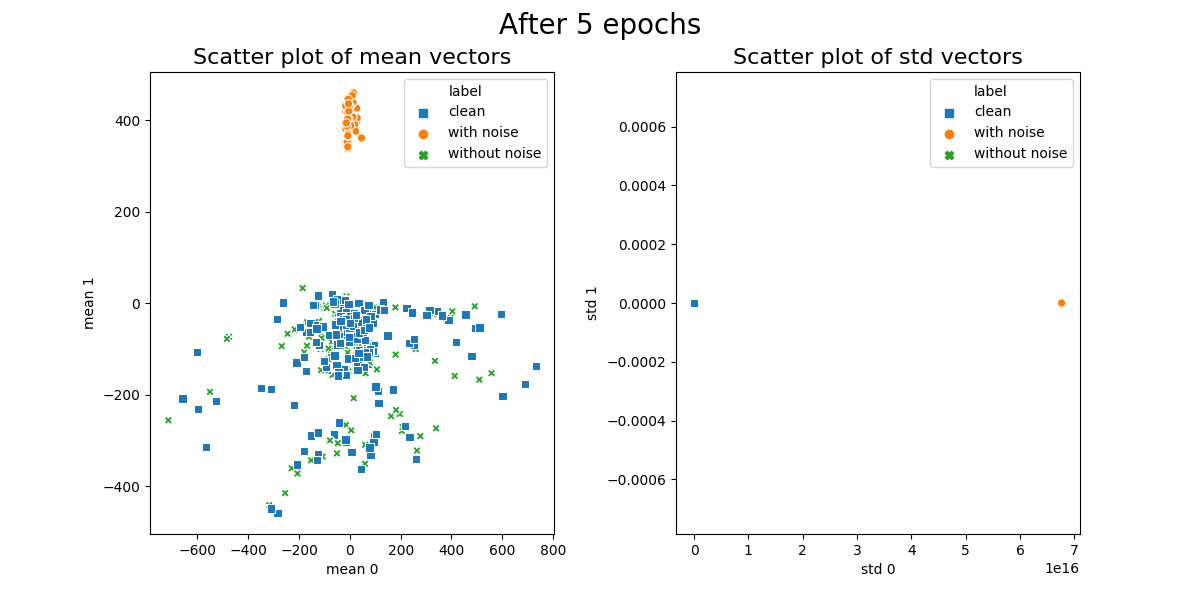 After 5 epochs
Scatter plot of mean vectors
label
clean
with noise
without noise
400
200
0
−200
−400
mean 1
−600
−400
−200
0
200
400
600
800
mean 0
Scatter plot of std vectors
label
clean
with noise
without noise
0.0006
0.0004
0.0002
0.0000
−0.0002
−0.0004
−0.0006
std 1
0
1
2
3
4
5
6
7
1e16
std 0